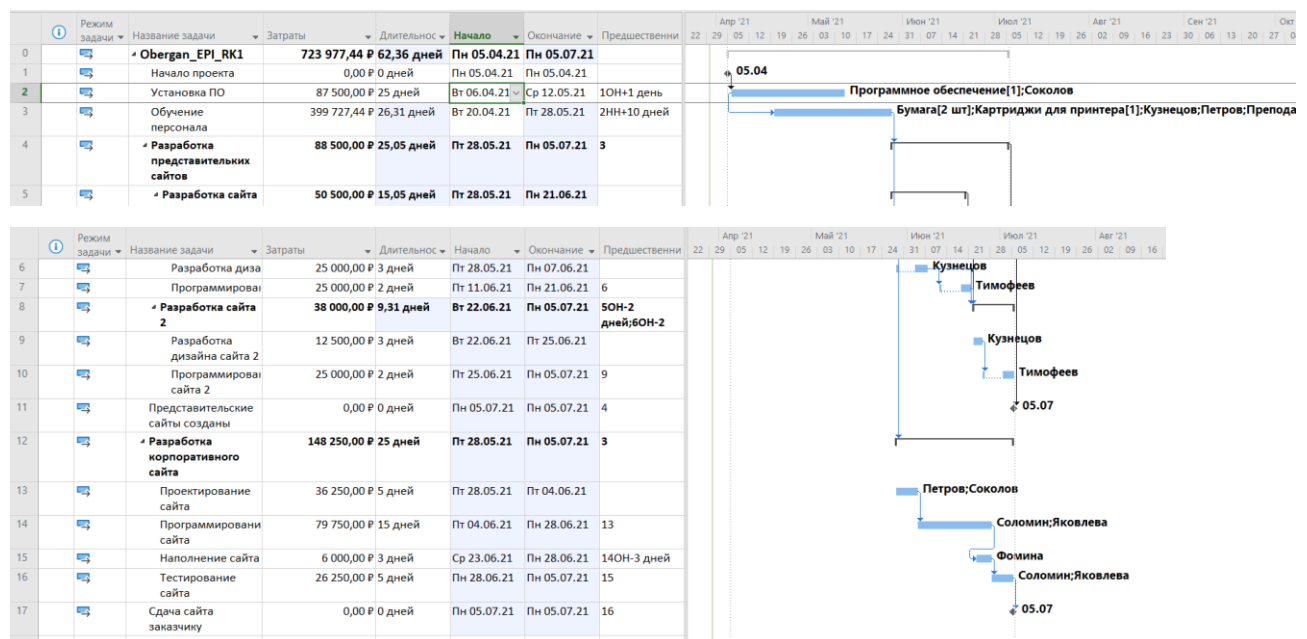 Режим задачи Название задачи Затраты Длительнос Начало Окончание Предшественни
Апр '21 Май '21 Июн '21 Июл '21 Авг '21 Сен '21 Окт
22 29 05 12 19 26 03 10 17 24 31 07 14 21 28 05 12 19 26 02 09 16 23 30 06 13 20 27 0
0 Obergan_EPI_RK1 723 977,44 ₽ 62,36 дней Пн 05.04.21 Пн 05.07.21
1 Начало проекта 0,00 ₽ 0 дней Пн 05.04.21 Пн 05.04.21 05.04
2 Установка ПО 87 500,00 ₽ 25 дней Вт 06.04.21 Ср 12.05.21 1ОН+1 день Программное обеспечение[1];Соколов
3 Обучение персонала 399 727,44 ₽ 26,31 дней Вт 20.04.21 Пт 28.05.21 2НН+10 дней Бумага[2 шт];Картриджи для принтера[1];Кузнецов;Петров;Препода
4 Разработка представительких сайтов 88 500,00 ₽ 25,05 дней Пт 28.05.21 Пн 05.07.21 3
5 Разработка сайта 50 500,00 ₽ 15,05 дней Пт 28.05.21 Пн 21.06.21
Режим задачи Название задачи Затраты Длительнос Начало Окончание Предшественни
Апр '21 Май '21 Июн '21 Июл '21 Авг '21
22 29 05 12 19 26 03 10 17 24 31 07 14 21 28 05 12 19 26 02 09 16
6 Разработка диза 25 000,00 ₽ 3 дней Пт 28.05.21 Пн 07.06.21 Кузнецов
7 Программирова 25 000,00 ₽ 2 дней Пт 11.06.21 Пн 21.06.21 6 Тимофеев
8 Разработка сайта 2 38 000,00 ₽ 9,31 дней Вт 22.06.21 Пн 05.07.21 5ОН-2 дней;6ОН-2
9 Разработка дизайна сайта 2 12 500,00 ₽ 3 дней Вт 22.06.21 Пт 25.06.21 Кузнецов
10 Программирова сайта 2 25 000,00 ₽ 2 дней Пт 25.06.21 Пн 05.07.21 9 Тимофеев
11 Представительские сайты созданы 0,00 ₽ 0 дней Пн 05.07.21 Пн 05.07.21 4 05.07
12 Разработка корпоративного сайта 148 250,00 ₽ 25 дней Пт 28.05.21 Пн 05.07.21 3
13 Проектирование сайта 36 250,00 ₽ 5 дней Пт 28.05.21 Пт 04.06.21 Петров;Соколов
14 Программировани сайта 79 750,00 ₽ 15 дней Пт 04.06.21 Пн 28.06.21 13 Соломин;Яковлева
15 Наполнение сайта 6 000,00 ₽ 3 дней Ср 23.06.21 Пн 28.06.21 14ОН-3 дней Фомина
16 Тестирование сайта 26 250,00 ₽ 5 дней Пн 28.06.21 Пн 05.07.21 15 Соломин;Яковлева
17 Сдача сайта заказчику 0,00 ₽ 0 дней Пн 05.07.21 Пн 05.07.21 16 05.07